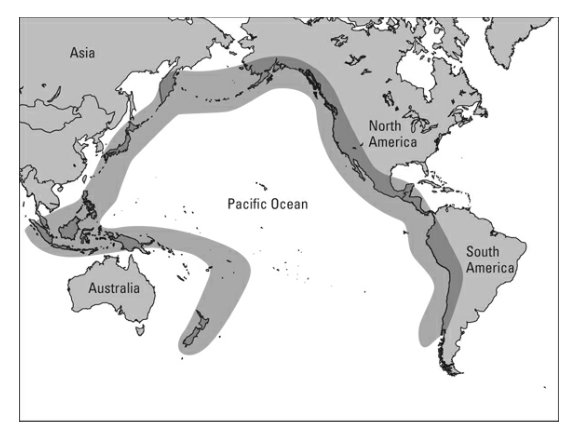 Asia
North
America
Pacific Ocean
South
America
Australia